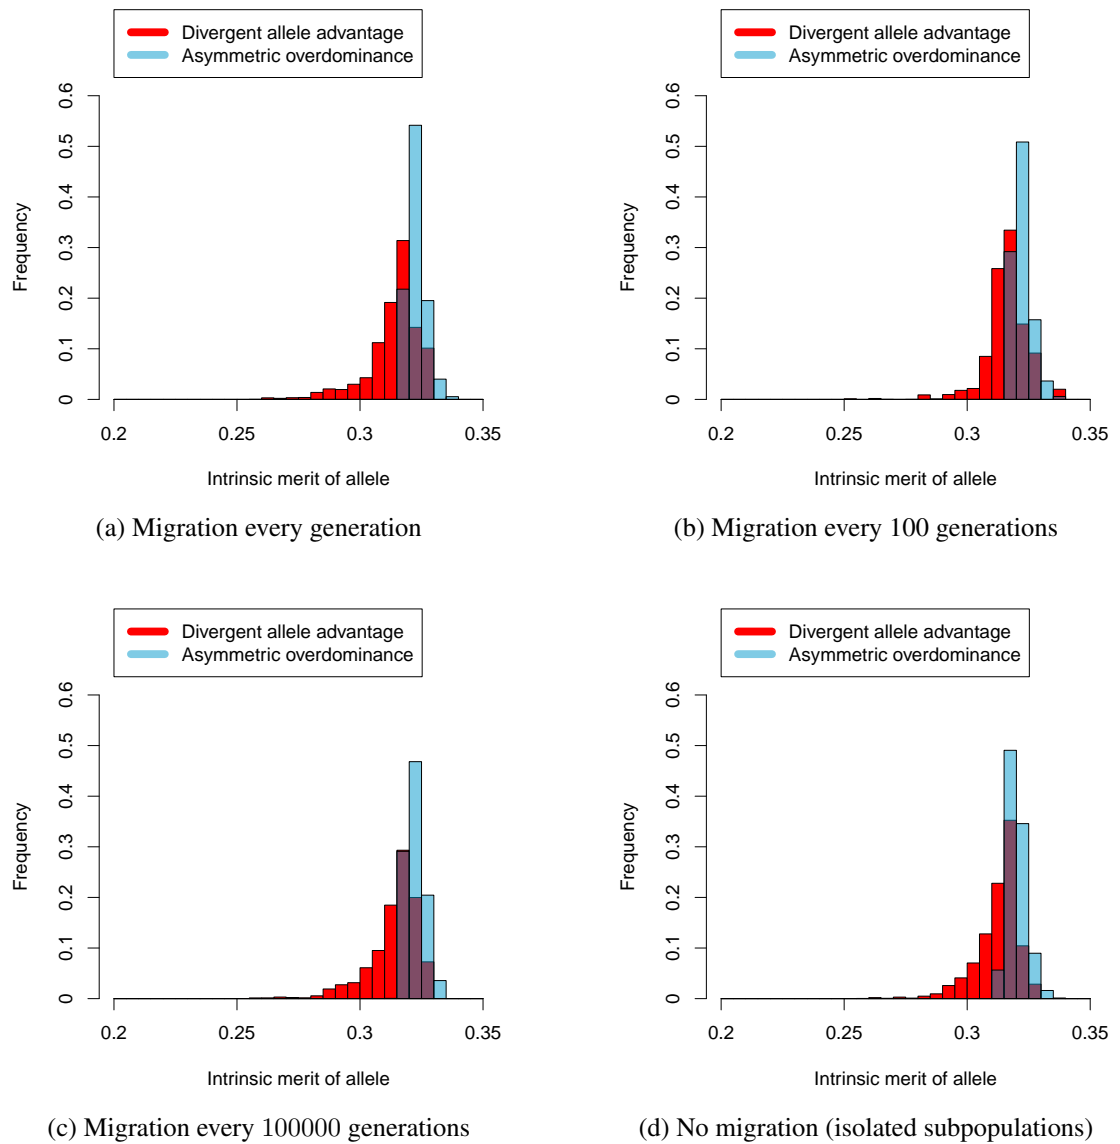 Divergent allele advantage
Asymmetric overdominance
0.6
0.5
0.4
0.3
0.2
0.1
0
Frequency
0.2
0.25
0.3
0.35
Intrinsic merit of allele
(a) Migration every generation
Divergent allele advantage
Asymmetric overdominance
0.6
0.5
0.4
0.3
0.2
0.1
0
Frequency
0.2
0.25
0.3
0.35
Intrinsic merit of allele
(b) Migration every 100 generations
Divergent allele advantage
Asymmetric overdominance
0.6
0.5
0.4
0.3
0.2
0.1
0
Frequency
0.2
0.25
0.3
0.35
Intrinsic merit of allele
(c) Migration every 100000 generations
Divergent allele advantage
Asymmetric overdominance
0.6
0.5
0.4
0.3
0.2
0.1
0
Frequency
0.2
0.25
0.3
0.35
Intrinsic merit of allele
(d) No migration (isolated subpopulations)